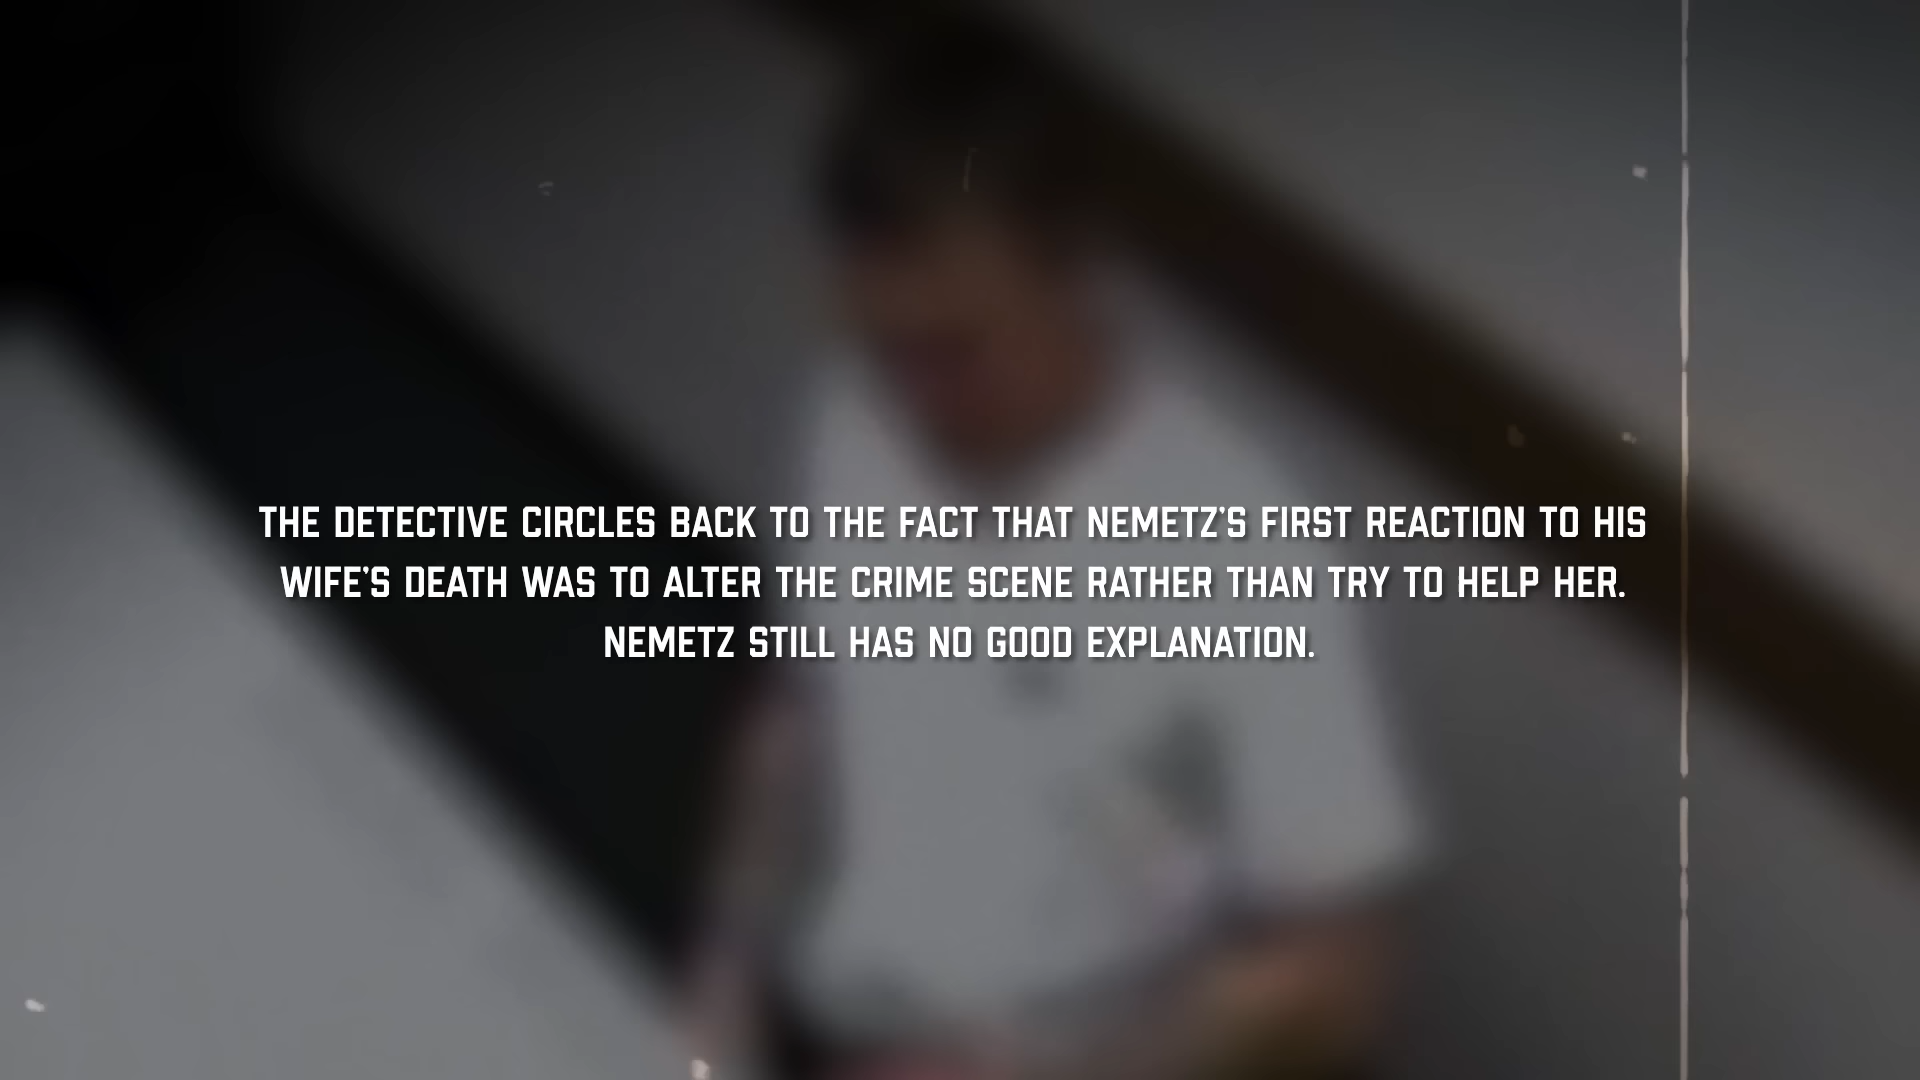 THE DETECTIVE CIRCLES BACK TO THE FACT THAT NEMETZ'S FIRST REACTION TO HIS
WIFE'S DEATH WAS TO ALTER THE CRIME SCENE RATHER THAN TRY TO HELP HER.
NEMETZ STILL HAS NO GOOD EXPLANATION.